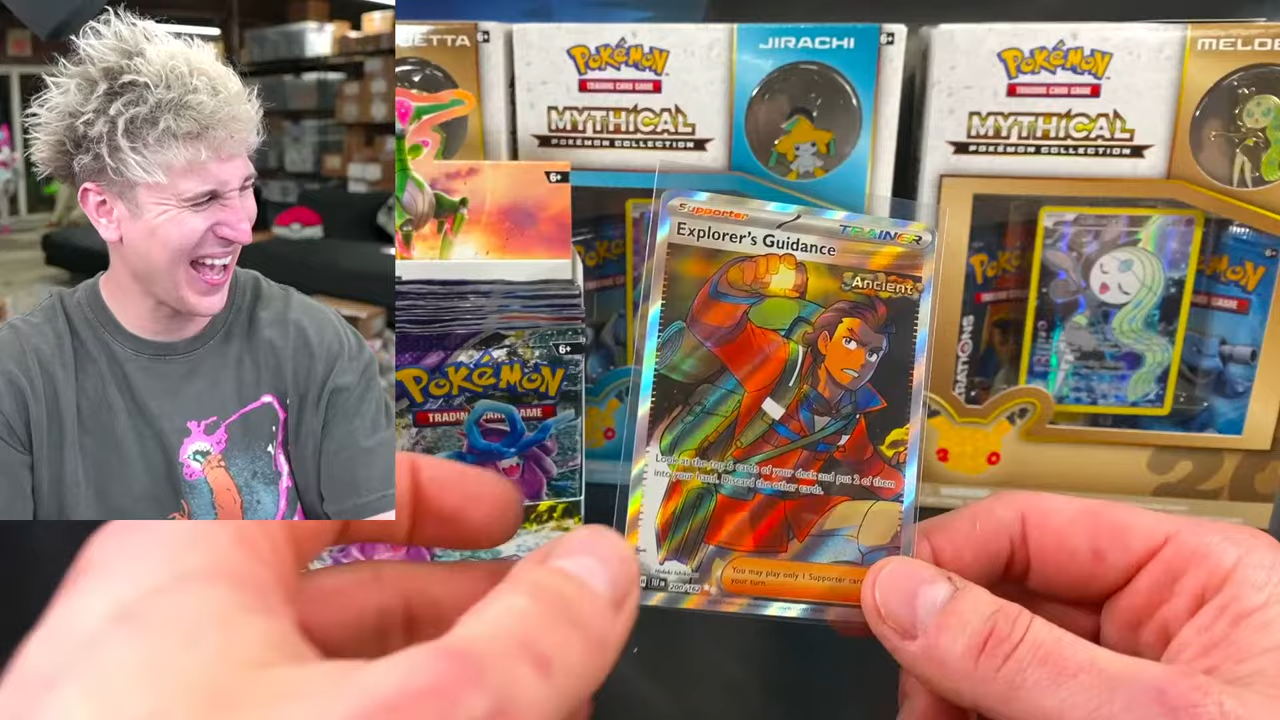 ETTA 6+
POKÉMON
TRADING CARD GAME
MYTHICAL
POKÉMON COLLECTION
JIRACHI 6+
POKÉMON
TRADING CARD GAME
MYTHICAL
POKÉMON COLLECTION
MELOE
6+
6+
POKÉMON
TRADING CARD GAME
Supporter
TRAINER
Explorer's Guidance
Ancient
Look at the top 6 cards of your deck and put 2 of them
into your hand. Discard the other cards.
You may play only 1 Supporter card
your turn.
200/162
ATIONS
20